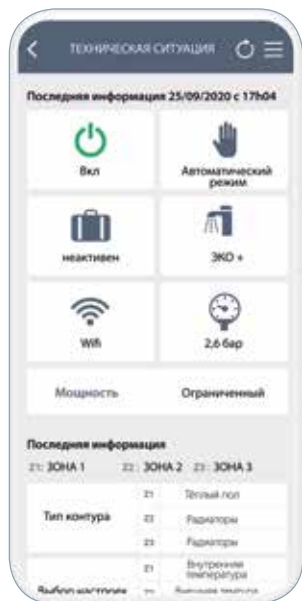 ТЕХНИЧЕСКАЯ СИТУАЦИЯ
Последняя информация 25/09/2020 с 17h04
Вкл
Автоматический
режим
неактивен
ЭКО +
Wifi
2,6 бар
Мощность
Ограниченный
Последняя информация
Z1: ЗОНА 1 Z2: ЗОНА 2 Z3: ЗОНА 3
Тип контура
Z1 Тёплый пол
Z2 Радиаторы
Z3 Радиаторы
Z1 Внутренняя
температура
Выбор